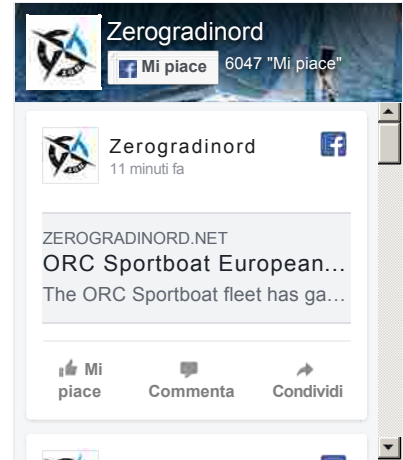 Zerogradinord
Mi piace 6047 "Mi piace"
Zerogradinord
11 minuti fa
ZEROGRADINORD.NET
ORC Sportboat European...
The ORC Sportboat fleet has ga...
Mi piace
Commenta
Condividi